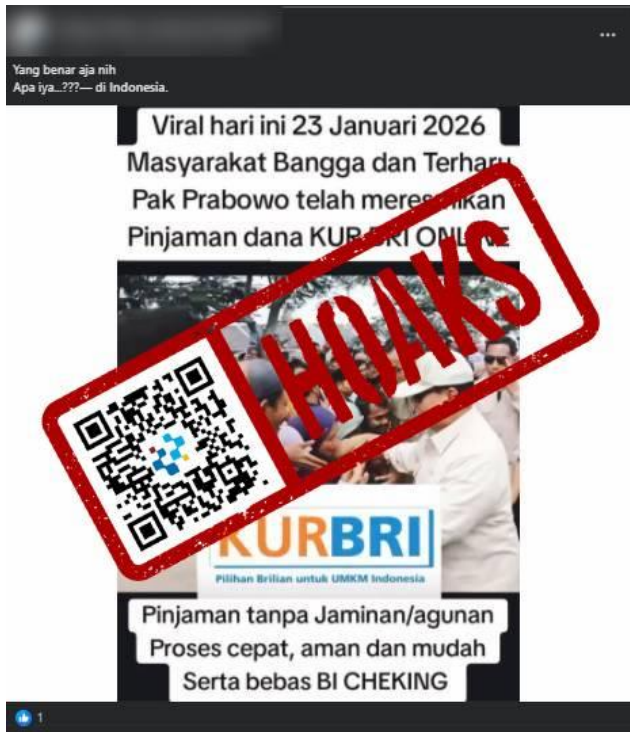 Yang benar aja nih
Apa iya...???— di Indonesia.
Viral hari ini 23 Januari 2026
Masyarakat Bangga dan Terharu
Pak Prabowo telah meresmikan
Pinjaman dana KUR BRI ONLINE
HOAKS
KURBRI
Pilihan Brilian untuk UMKM Indonesia
Pinjaman tanpa Jaminan/agunan
Proses cepat, aman dan mudah
Serta bebas BI CHEKING
1